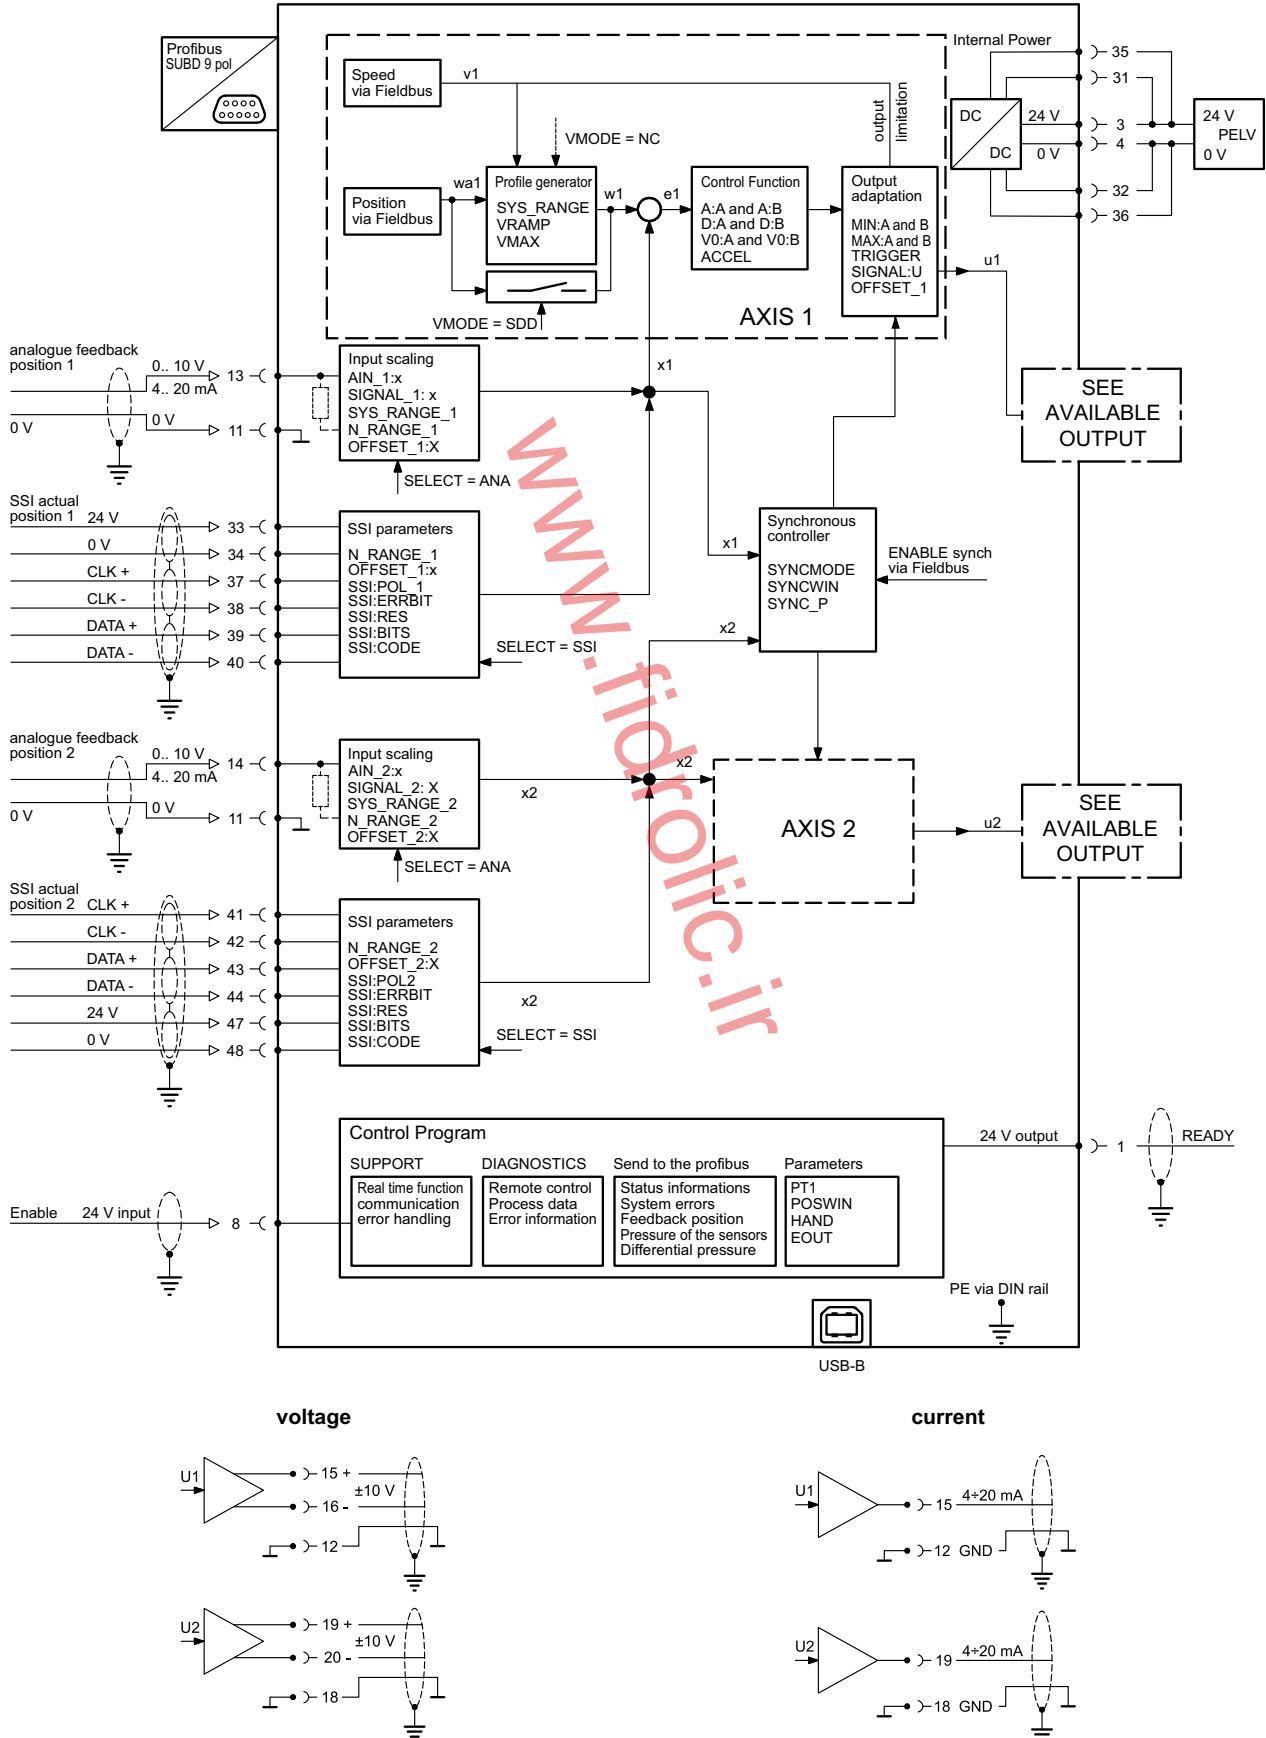 Profibus
SUBD 9 pol
Speed
via Fieldbus
v1
VMODE = NC
output
limitation
Internal Power
35
31
DC
DC
24 V
3
0 V
4
32
36
24 V
PELV
0 V
Position
via Fieldbus
wa1
Profile generator
SYS_RANGE
VRAMP
VMAX
w1
e1
Control Function
A:A and A:B
D:A and D:B
V0:A and V0:B
ACCEL
Output
adaptation
MIN:A and B
MAX:A and B
TRIGGER
SIGNAL:U
OFFSET_1
u1
VMODE = SDD
AXIS 1
analogue feedback
position 1
0.. 10 V
4.. 20 mA
13
0 V
0 V
11
Input scaling
AIN_1:x
SIGNAL_1: x
SYS_RANGE_1
N_RANGE_1
OFFSET_1:X
SELECT = ANA
x1
SEE
AVAILABLE
OUTPUT
SSI actual
position 1
24 V
33
0 V
34
CLK +
37
CLK -
38
DATA +
39
DATA -
40
SSI parameters
N_RANGE_1
OFFSET_1:x
SSI:POL_1
SSI:ERRBIT
SSI:RES
SSI:BITS
SSI:CODE
SELECT = SSI
x1
x2
Synchronous
controller
SYNCMODE
SYNCWIN
SYNC_P
ENABLE synch
via Fieldbus
www.fidrolic.ir
analogue feedback
position 2
0.. 10 V
4.. 20 mA
14
0 V
0 V
11
Input scaling
AIN_2:x
SIGNAL_2: X
SYS_RANGE_2
N_RANGE_2
OFFSET_2:X
SELECT = ANA
x2
x2
AXIS 2
u2
SEE
AVAILABLE
OUTPUT
SSI actual
position 2
CLK +
41
CLK -
42
DATA +
43
DATA -
44
24 V
47
0 V
48
SSI parameters
N_RANGE_2
OFFSET_2:X
SSI:POL2
SSI:ERRBIT
SSI:RES
SSI:BITS
SSI:CODE
x2
SELECT = SSI
Control Program
SUPPORT
Real time function
communication
error handling
DIAGNOSTICS
Remote control
Process data
Error information
Send to the profibus
Status informations
System errors
Feedback position
Pressure of the sensors
Differential pressure
Parameters
PT1
POSWIN
HAND
EOUT
24 V output
1
READY
Enable
24 V input
8
PE via DIN rail
USB-B
voltage
U1
15 +
±10 V
16 -
12
U2
19 +
±10 V
20 -
18
current
U1
15
4÷20 mA
12 GND
U2
19
4÷20 mA
18 GND